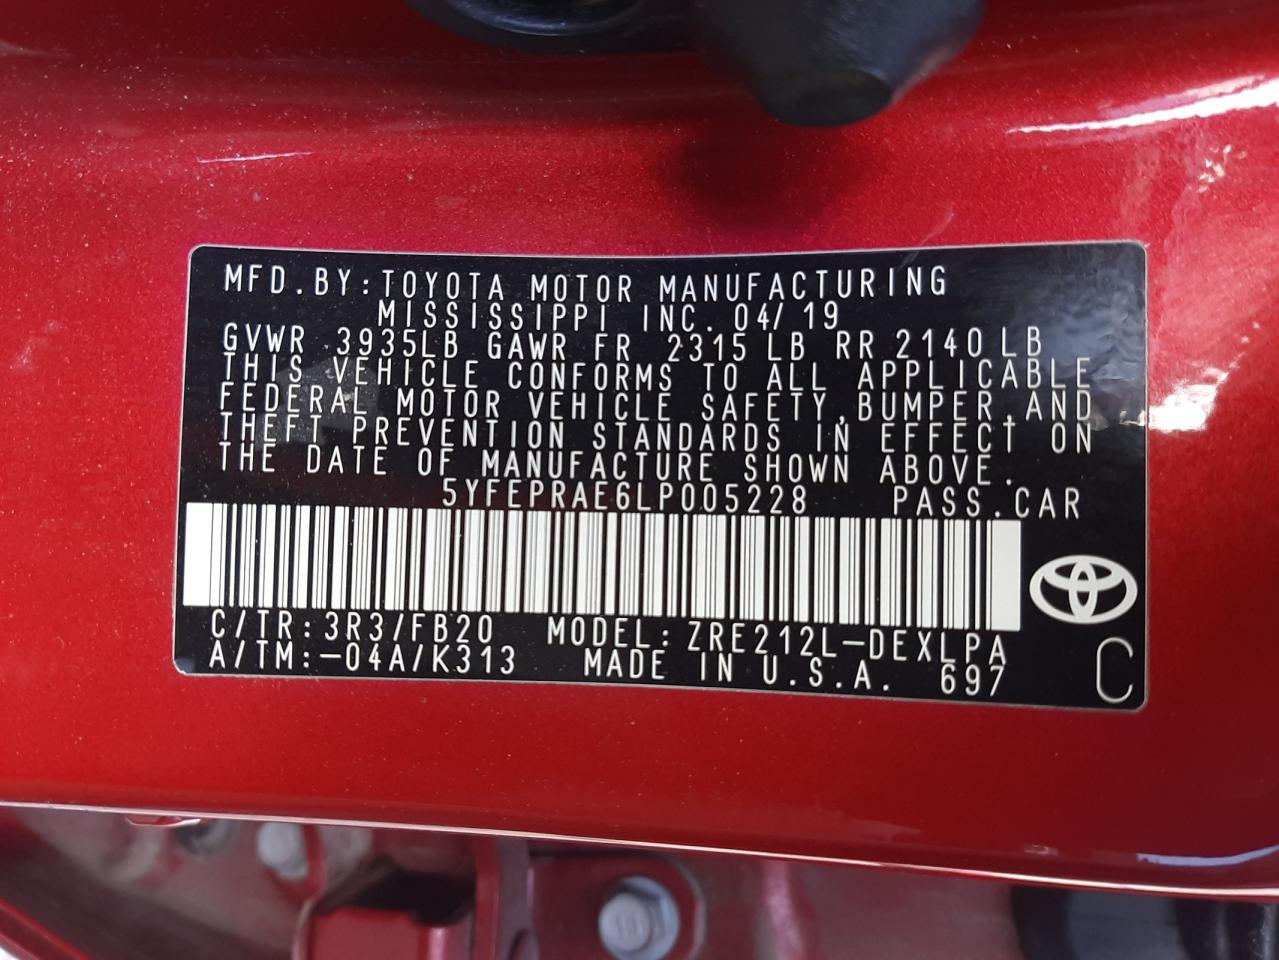 MFD.BY:TOYOTA MOTOR MANUFACTURING
MISSISSIPPI INC. 04/19
GVWR 3935LB GAWR FR 2315 LB RR 2140 LB
THIS VEHICLE CONFORMS TO ALL APPLICABLE
FEDERAL MOTOR VEHICLE SAFETY,BUMPER,AND
THEFT PREVENTION STANDARDS IN EFFECT ON
THE DATE OF MANUFACTURE SHOWN ABOVE.
5YFEPRAE6LP005228 PASS.CAR
C/TR:3R3/FB20 MODEL:ZRE212L-DEXLPA
A/TM:-04A/K313 MADE IN U.S.A. 697
C